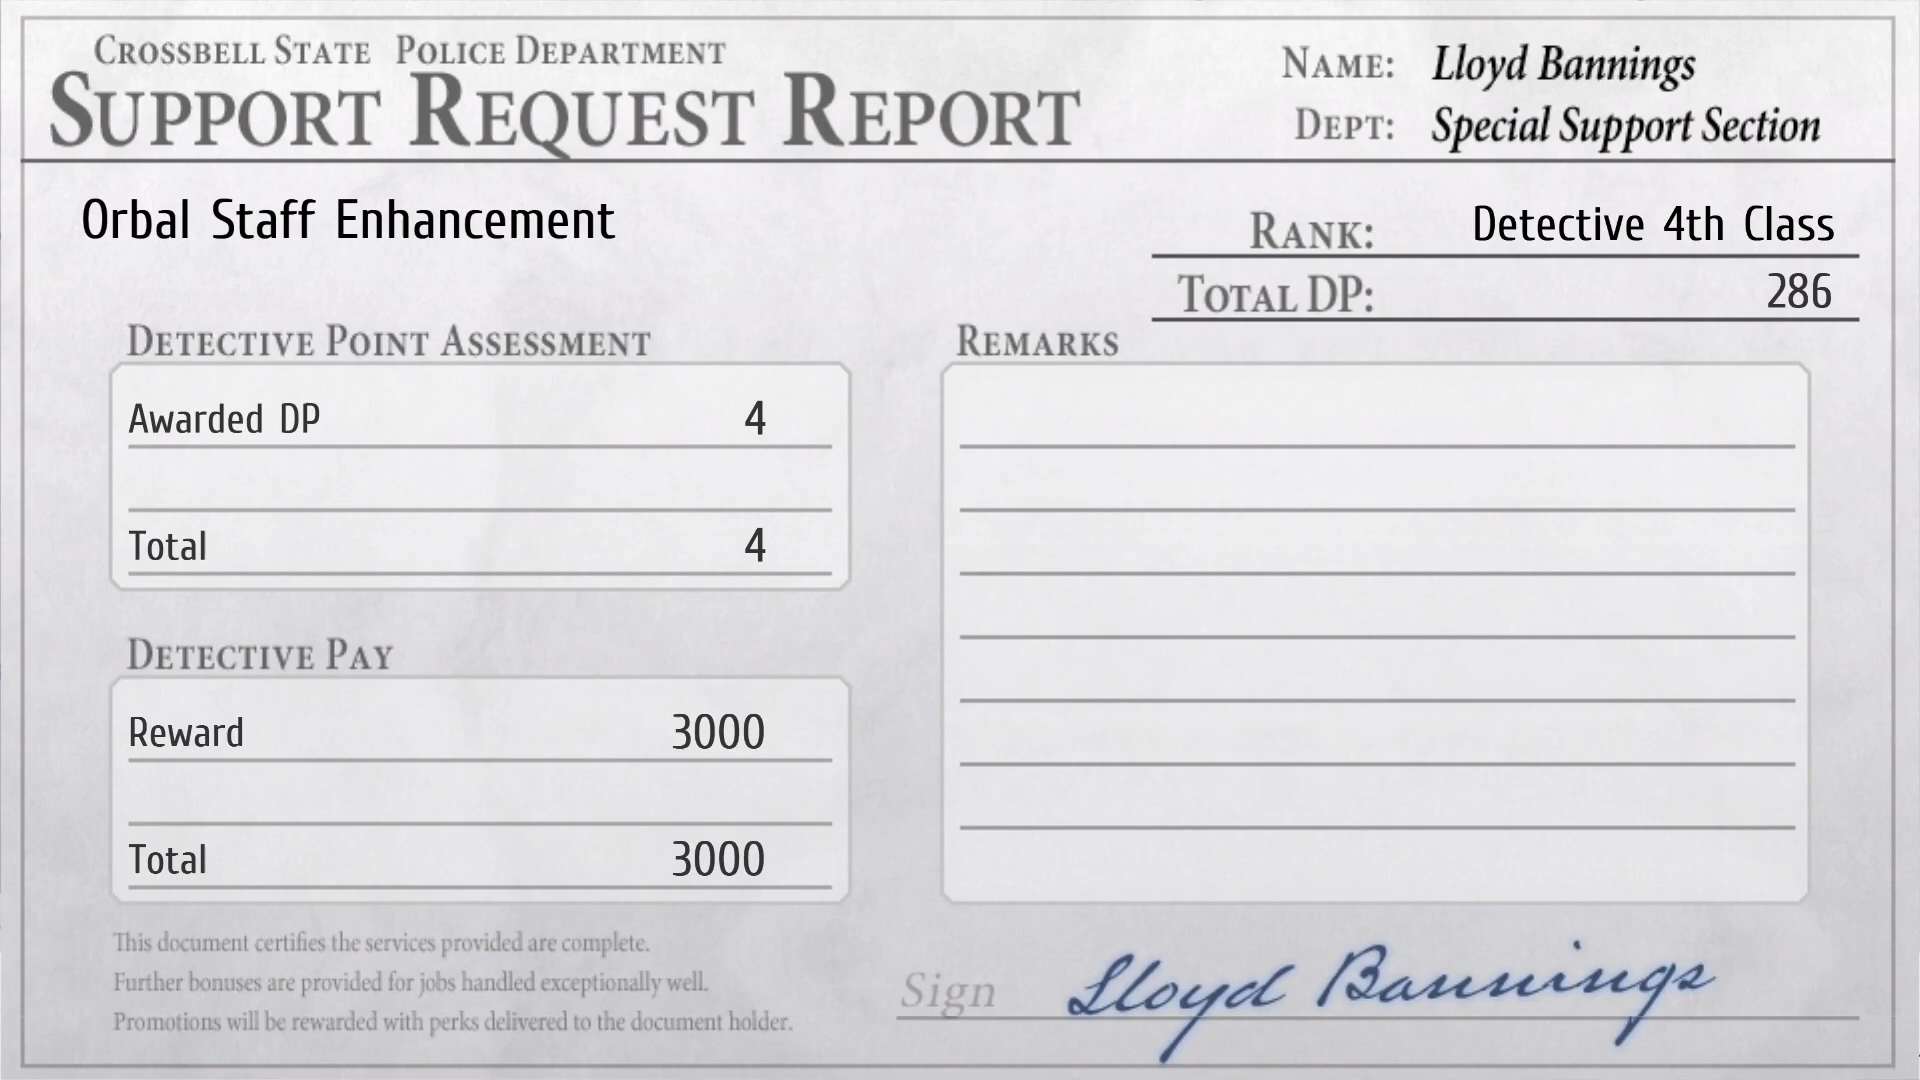 Crossbell State Police Department
Support Request Report
Name: Lloyd Bannings
Dept: Special Support Section
Orbal Staff Enhancement
Rank: Detective 4th Class
Total DP: 286
Detective Point Assessment
Awarded DP 4
Total 4
Detective Pay
Reward 3000
Total 3000
Remarks
This document certifies the services provided are complete.
Further bonuses are provided for jobs handled exceptionally well.
Promotions will be rewarded with perks delivered to the document holder.
Sign Lloyd Bannings